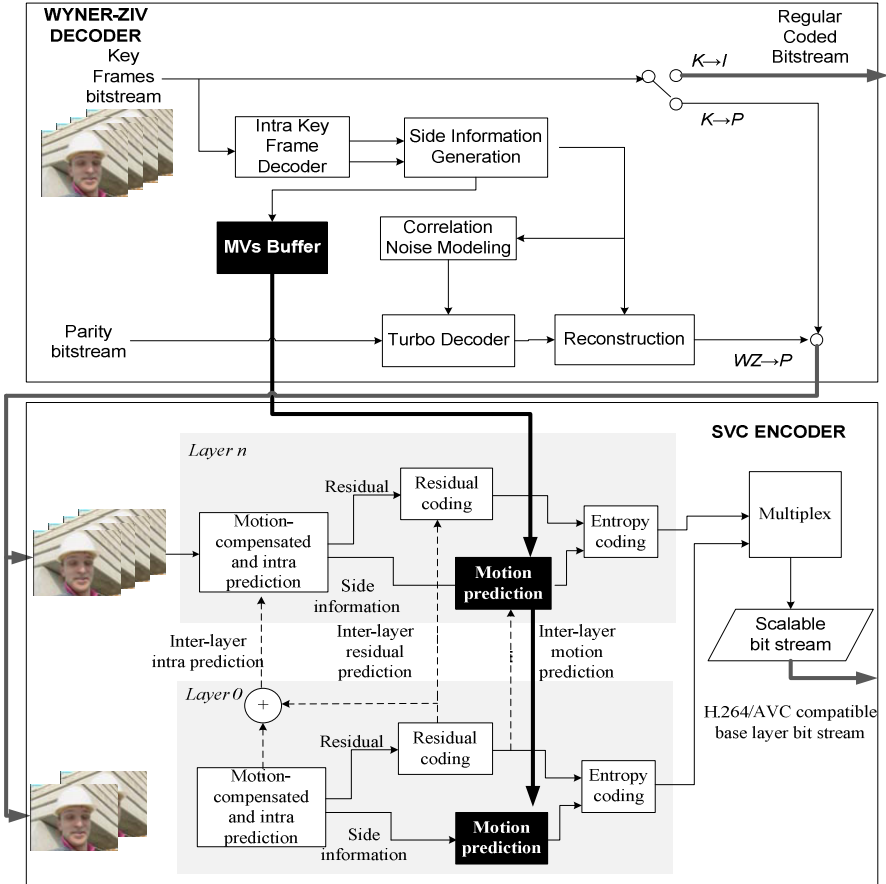 WYNER-ZIV
DECODER
Key
Frames
bitstream
Regular
Coded
Bitstream
K→I
K→P
Intra Key
Frame
Decoder
Side Information
Generation
MVs Buffer
Correlation
Noise Modeling
Parity
bitstream
Turbo Decoder
Reconstruction
WZ→P
SVC ENCODER
Layer n
Residual
Residual
coding
Motion-
compensated
and intra
prediction
Entropy
coding
Multiplex
Side
information
Motion
prediction
Scalable
bit stream
Inter-layer
intra prediction
Inter-layer
residual
prediction
Inter-layer
motion
prediction
Layer 0
+
H.264/AVC compatible
base layer bit stream
Residual
Residual
coding
Motion-
compensated
and intra
prediction
Entropy
coding
Side
information
Motion
prediction